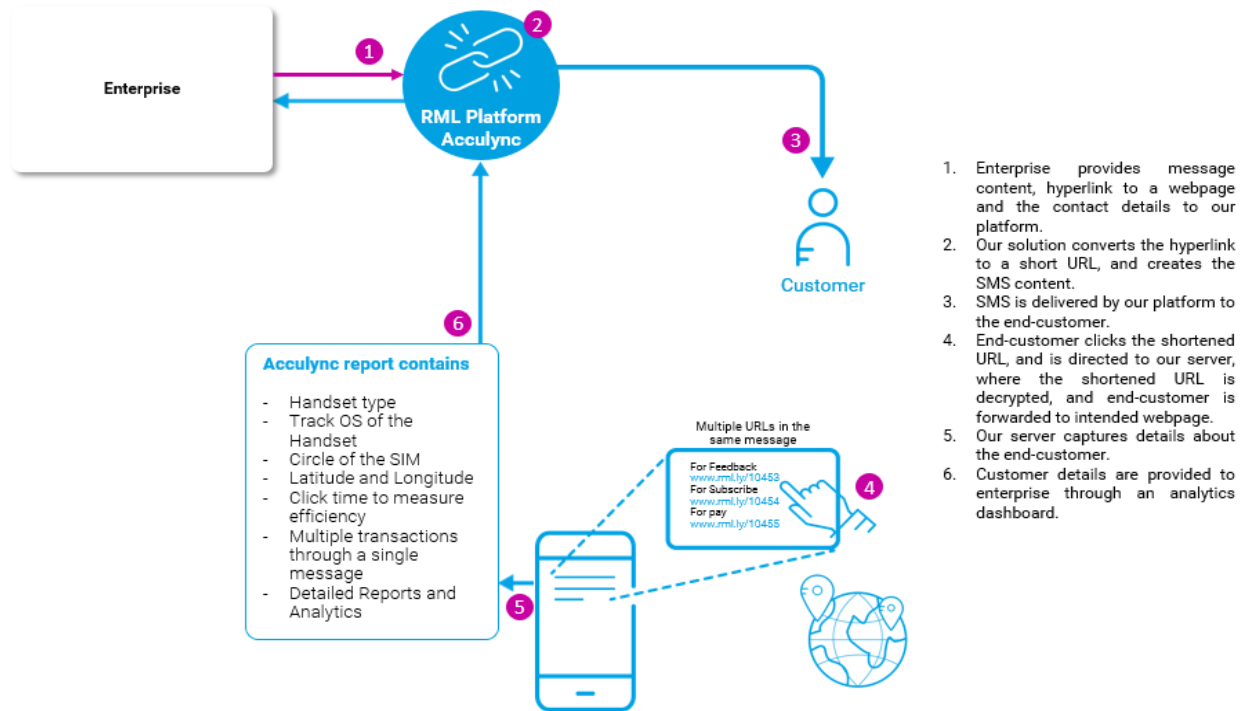 Enterprise
1
2
RML Platform
Acculync
3
Customer
6
Acculync report contains
- Handset type
- Track OS of the
Handset
- Circle of the SIM
- Latitude and Longitude
- Click time to measure
efficiency
- Multiple transactions
through a single
message
- Detailed Reports and
Analytics
5
Multiple URLs in the
same message
For Feedback
www.rml.ly/10453
For Subscribe
www.rml.ly/10454
For pay
www.rml.ly/10455
4
1. Enterprise provides message
content, hyperlink to a webpage
and the contact details to our
platform.
2. Our solution converts the hyperlink
to a short URL, and creates the
SMS content.
3. SMS is delivered by our platform to
the end-customer.
4. End-customer clicks the shortened
URL, and is directed to our server,
where the shortened URL is
decrypted, and end-customer is
forwarded to intended webpage.
5. Our server captures details about
the end-customer.
6. Customer details are provided to
enterprise through an analytics
dashboard.